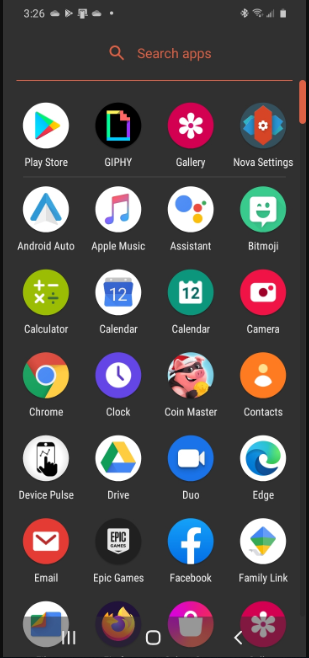 3:26
Search apps
Play Store GIPHY Gallery Nova Settings
Android Auto Apple Music Assistant Bitmoji
12 12
Calculator Calendar Calendar Camera
Chrome Clock Coin Master Contacts
Device Pulse Drive Duo Edge
EPIC
GAMES
Email Epic Games Facebook Family Link